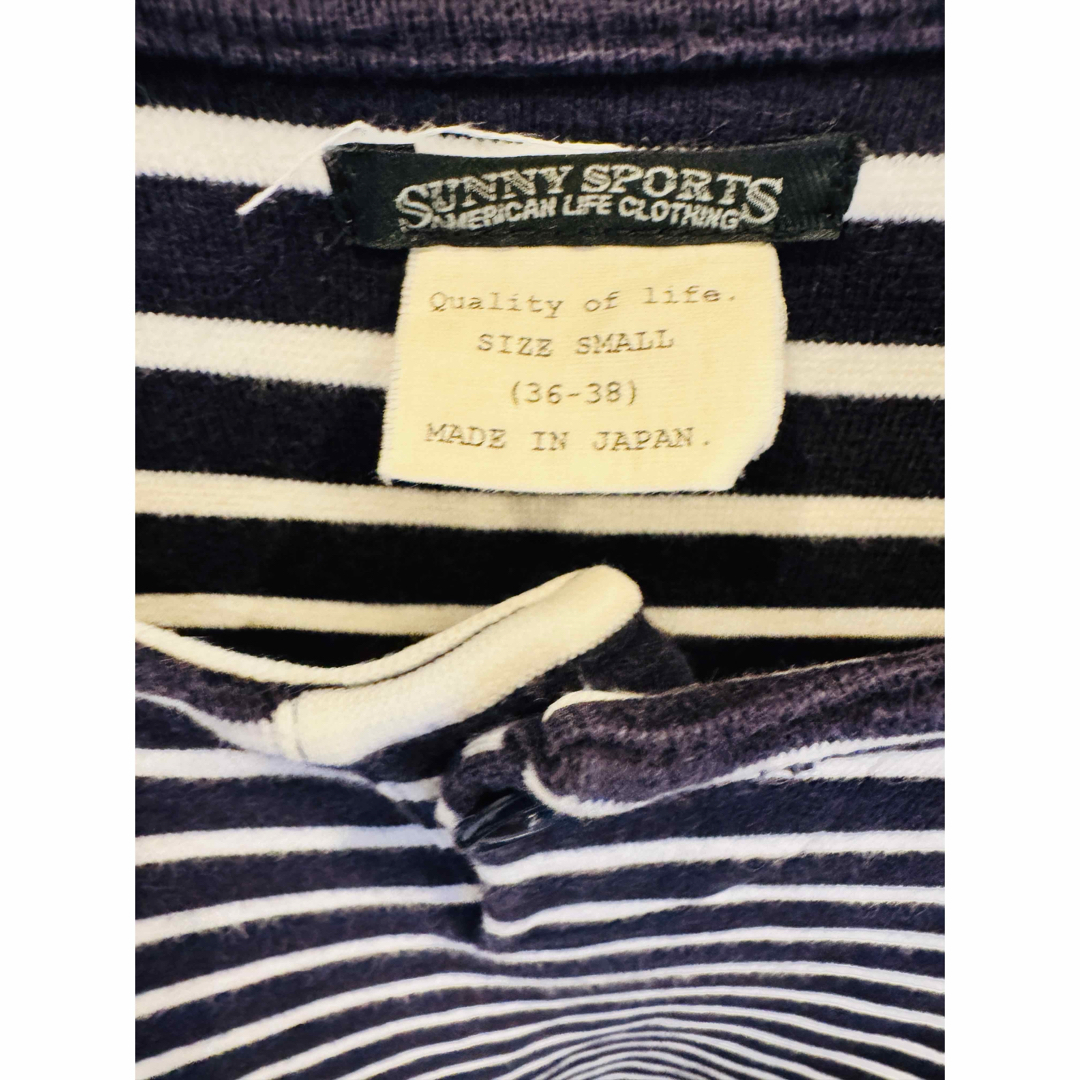 SUNNY SPORTS
AMERICAN LIFE CLOTHING
Quality of life.
SIZE SMALL
(36-38)
MADE IN JAPAN.